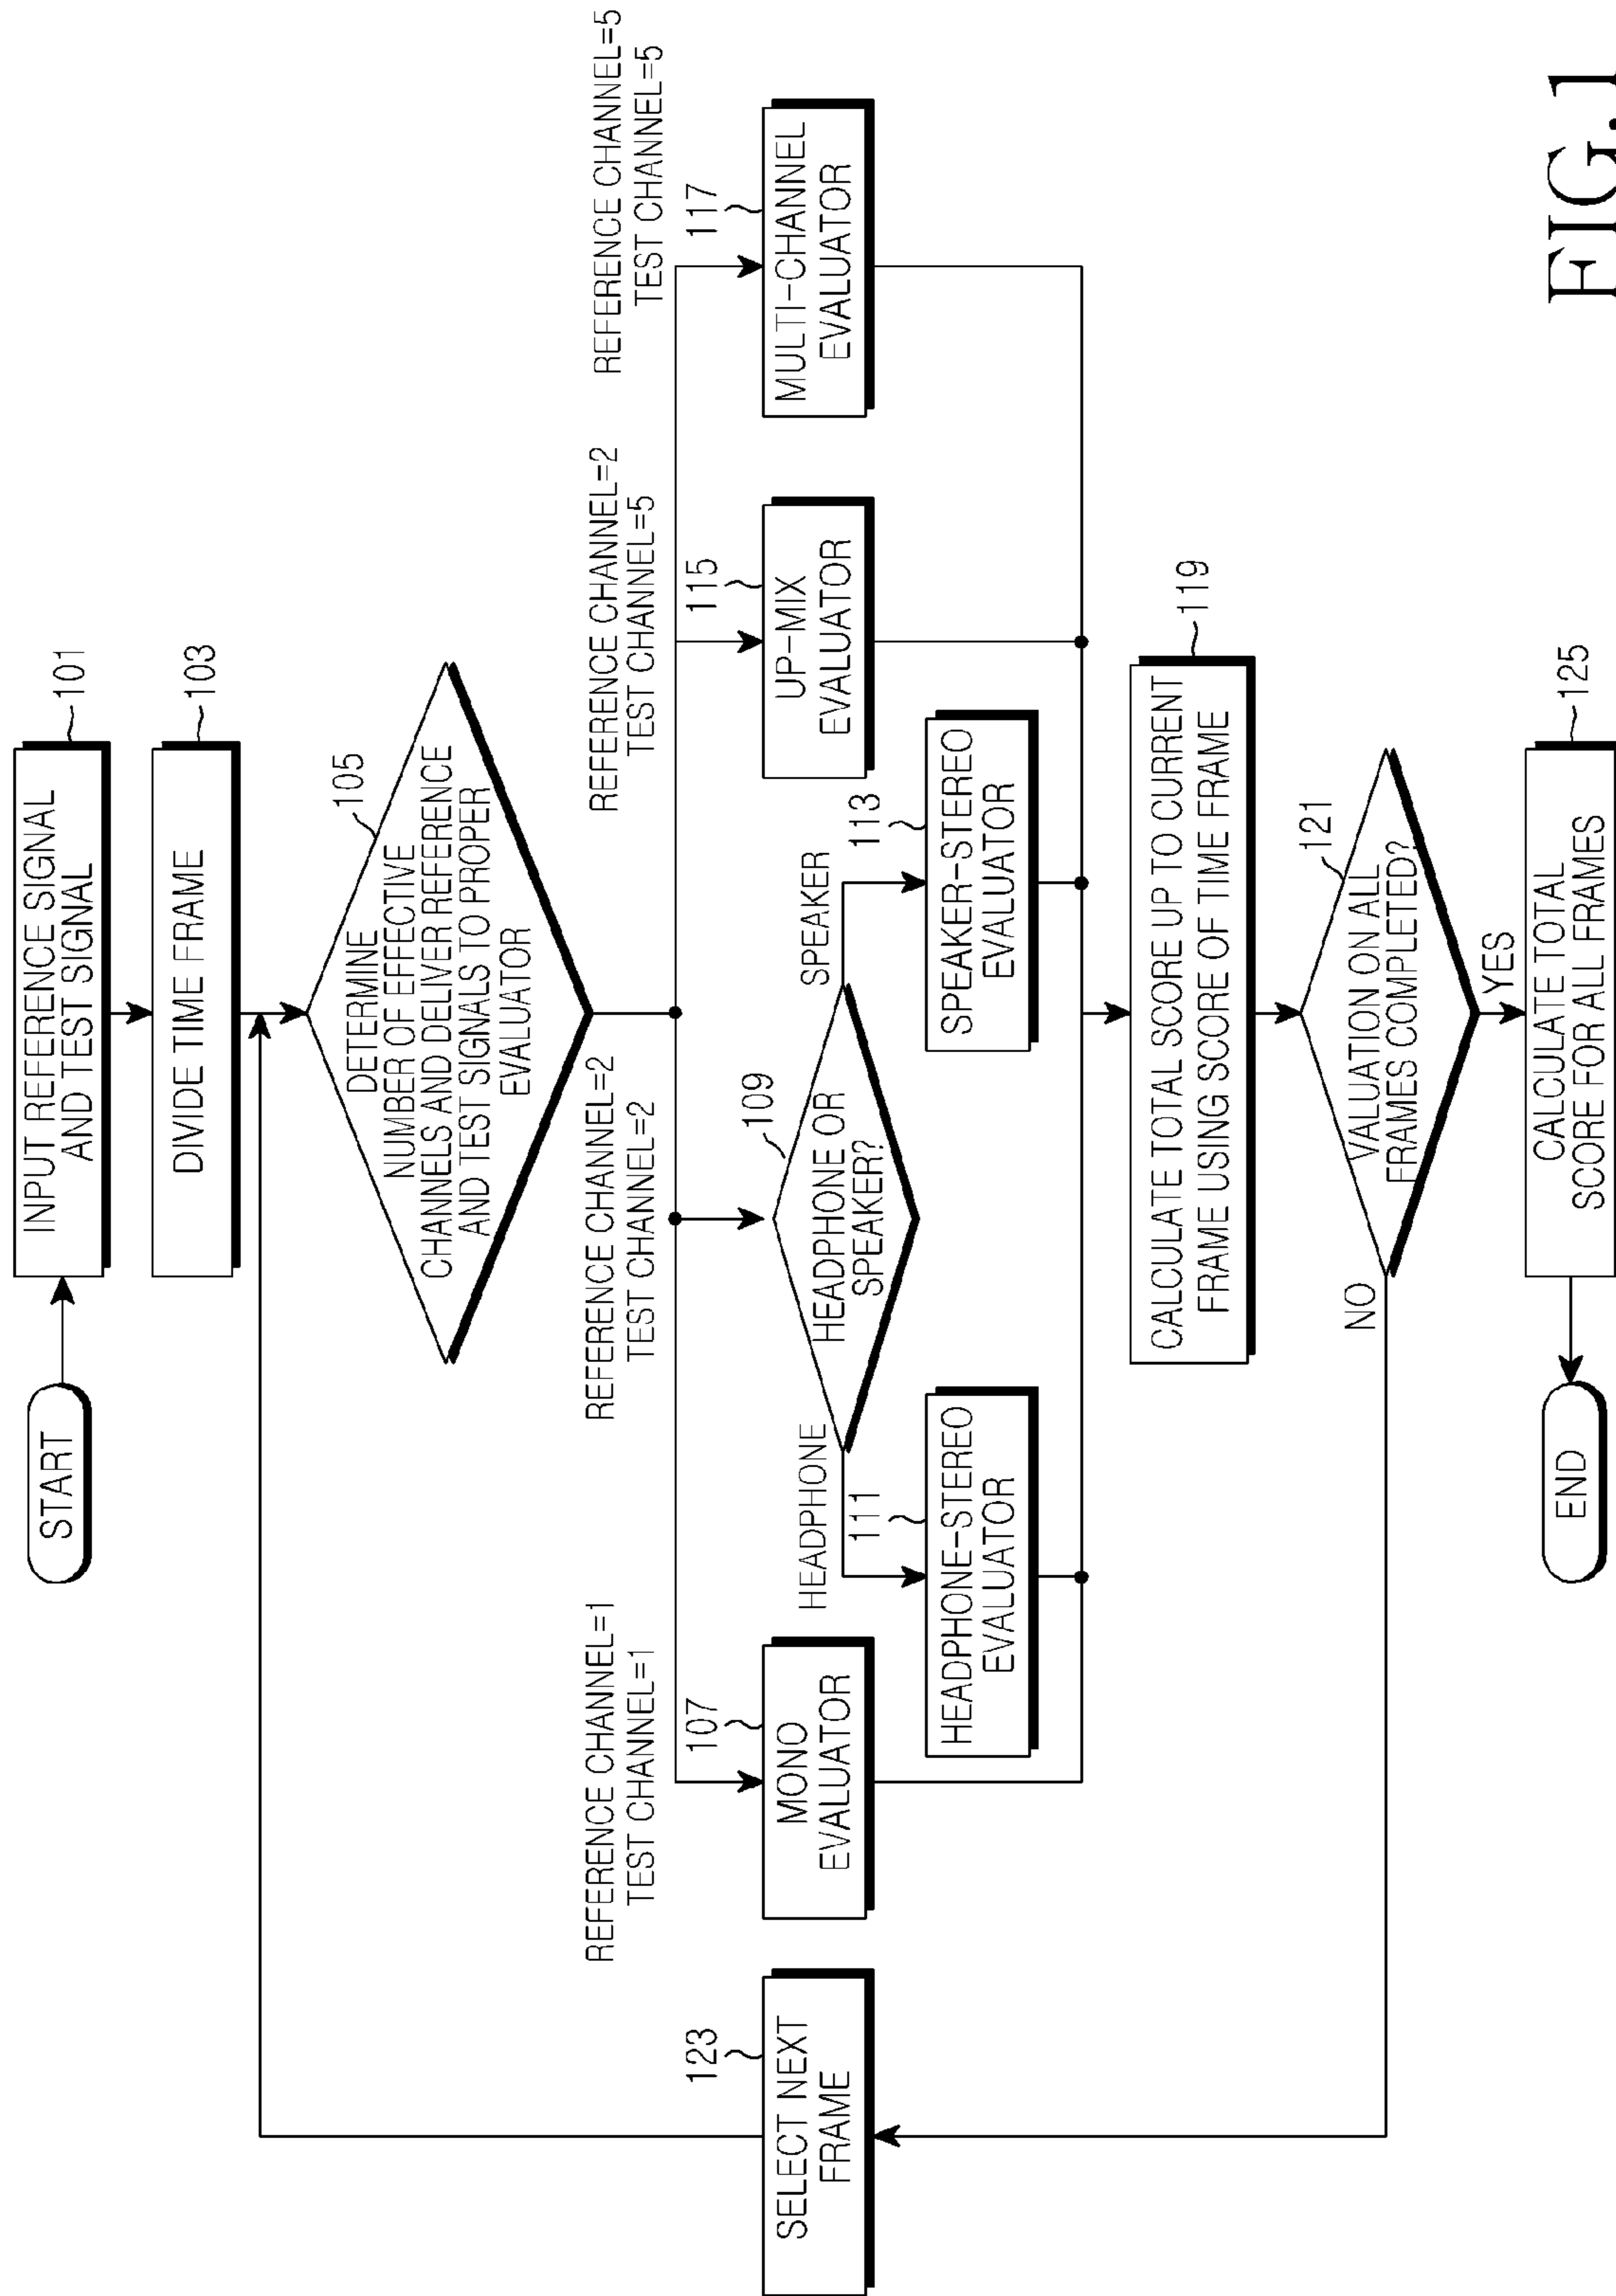 START
INPUT REFERENCE SIGNAL
AND TEST SIGNAL
101
DIVIDE TIME FRAME
103
DETERMINE
NUMBER OF EFFECTIVE
CHANNELS AND DELIVER REFERENCE
AND TEST SIGNALS TO PROPER
EVALUATOR
105
REFERENCE CHANNEL=1
TEST CHANNEL=1
REFERENCE CHANNEL=2
TEST CHANNEL=2
REFERENCE CHANNEL=2
TEST CHANNEL=5
REFERENCE CHANNEL=5
TEST CHANNEL=5
123
SELECT NEXT
FRAME
107
MONO
EVALUATOR
109
HEADPHONE OR
SPEAKER?
115
UP-MIX
EVALUATOR
117
MULTI-CHANNEL
EVALUATOR
HEADPHONE
SPEAKER
111
HEADPHONE-STEREO
EVALUATOR
113
SPEAKER-STEREO
EVALUATOR
CALCULATE TOTAL SCORE UP TO CURRENT
FRAME USING SCORE OF TIME FRAME
119
VALUATION ON ALL
FRAMES COMPLETED?
121
NO
YES
CALCULATE TOTAL
SCORE FOR ALL FRAMES
125
END
FIG.1